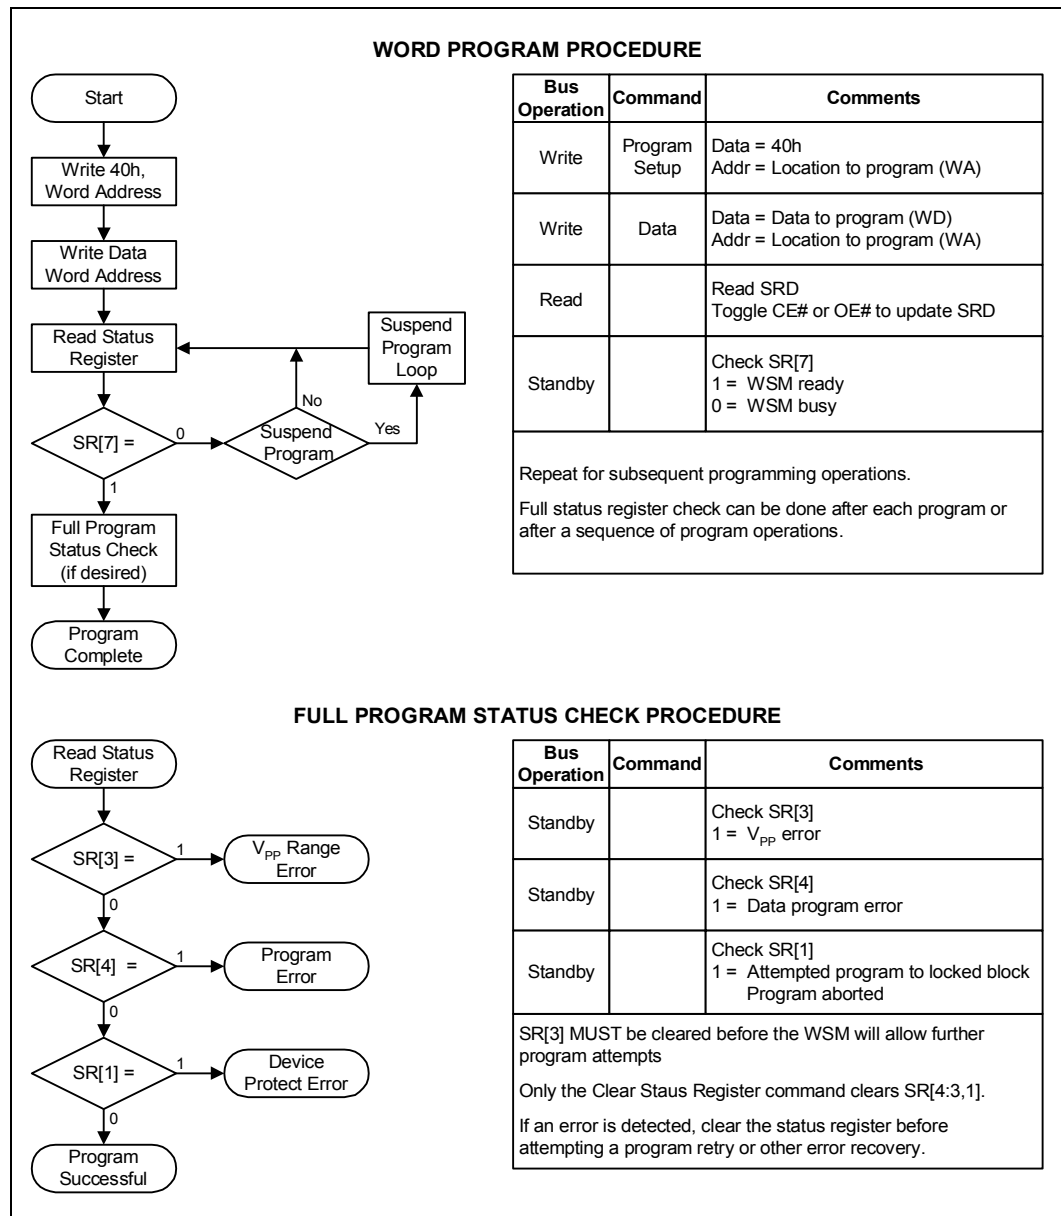 WORD PROGRAM PROCEDURE
Start
Write 40h,
Word Address
Write Data
Word Address
Read Status
Register
Suspend
Program
Loop
No
Yes
SR[7] =
0
Suspend
Program
1
Full Program
Status Check
(if desired)
Program
Complete
Bus
Operation
Command
Comments
Write
Program
Setup
Data = 40h
Addr = Location to program (WA)
Write
Data
Data = Data to program (WD)
Addr = Location to program (WA)
Read
Read SRD
Toggle CE# or OE# to update SRD
Standby
Check SR[7]
1 = WSM ready
0 = WSM busy
Repeat for subsequent programming operations.
Full status register check can be done after each program or
after a sequence of program operations.
FULL PROGRAM STATUS CHECK PROCEDURE
Read Status
Register
SR[3] =
1
VPP Range
Error
0
SR[4] =
1
Program
Error
0
SR[1] =
1
Device
Protect Error
0
Program
Successful
Bus
Operation
Command
Comments
Standby
Check SR[3]
1 = VPP error
Standby
Check SR[4]
1 = Data program error
Standby
Check SR[1]
1 = Attempted program to locked block
Program aborted
SR[3] MUST be cleared before the WSM will allow further
program attempts
Only the Clear Staus Register command clears SR[4:3,1].
If an error is detected, clear the status register before
attempting a program retry or other error recovery.